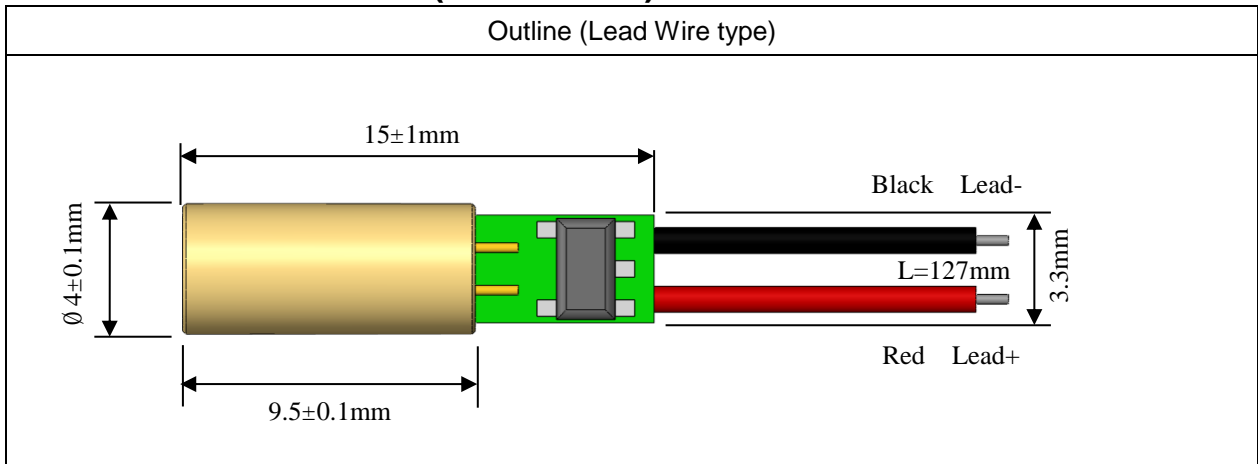 Outline (Lead Wire type)
15±1mm
Black Lead-
Ø 4±0.1mm
L=127mm
3.3mm
Red Lead+
9.5±0.1mm